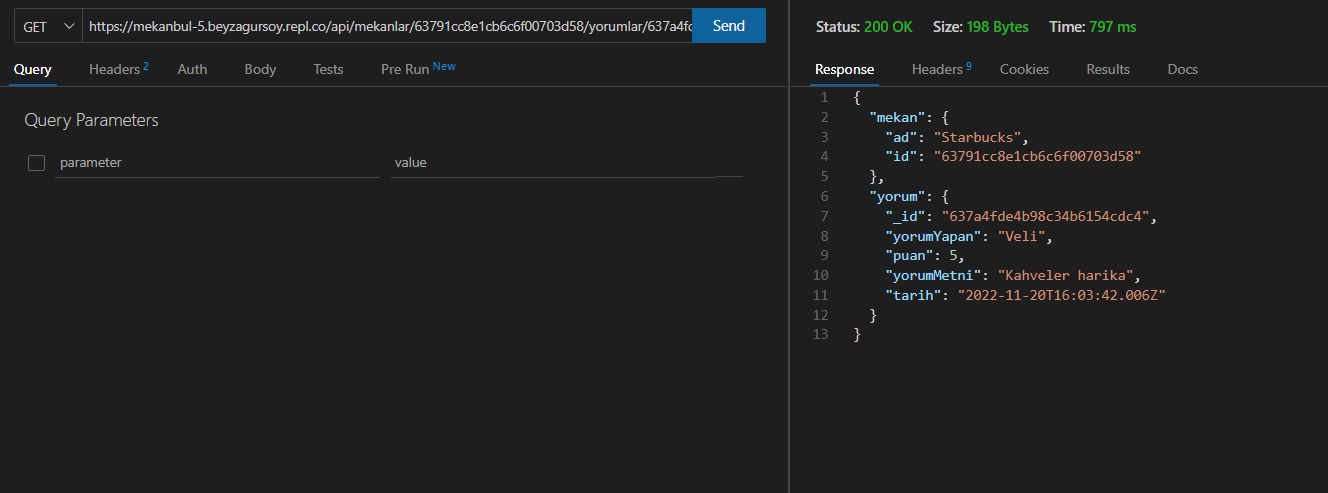 GET
https://mekanbul-5.beyzagursoy.repl.co/api/mekanlar/63791cc8e1cb6c6f00703d58/yorumlar/637a4fd
Send
Query Headers 2 Auth Body Tests Pre Run New
Query Parameters
parameter value
Status: 200 OK Size: 198 Bytes Time: 797 ms
Response Headers 9 Cookies Results Docs
1 {
2 "mekan": {
3 "ad": "Starbucks",
4 "id": "63791cc8e1cb6c6f00703d58"
5 },
6 "yorum": {
7 "_id": "637a4fde4b98c34b6154cdc4",
8 "yorumYapan": "Veli",
9 "puan": 5,
10 "yorumMetni": "Kahveler harika",
11 "tarih": "2022-11-20T16:03:42.006Z"
12 }
13 }